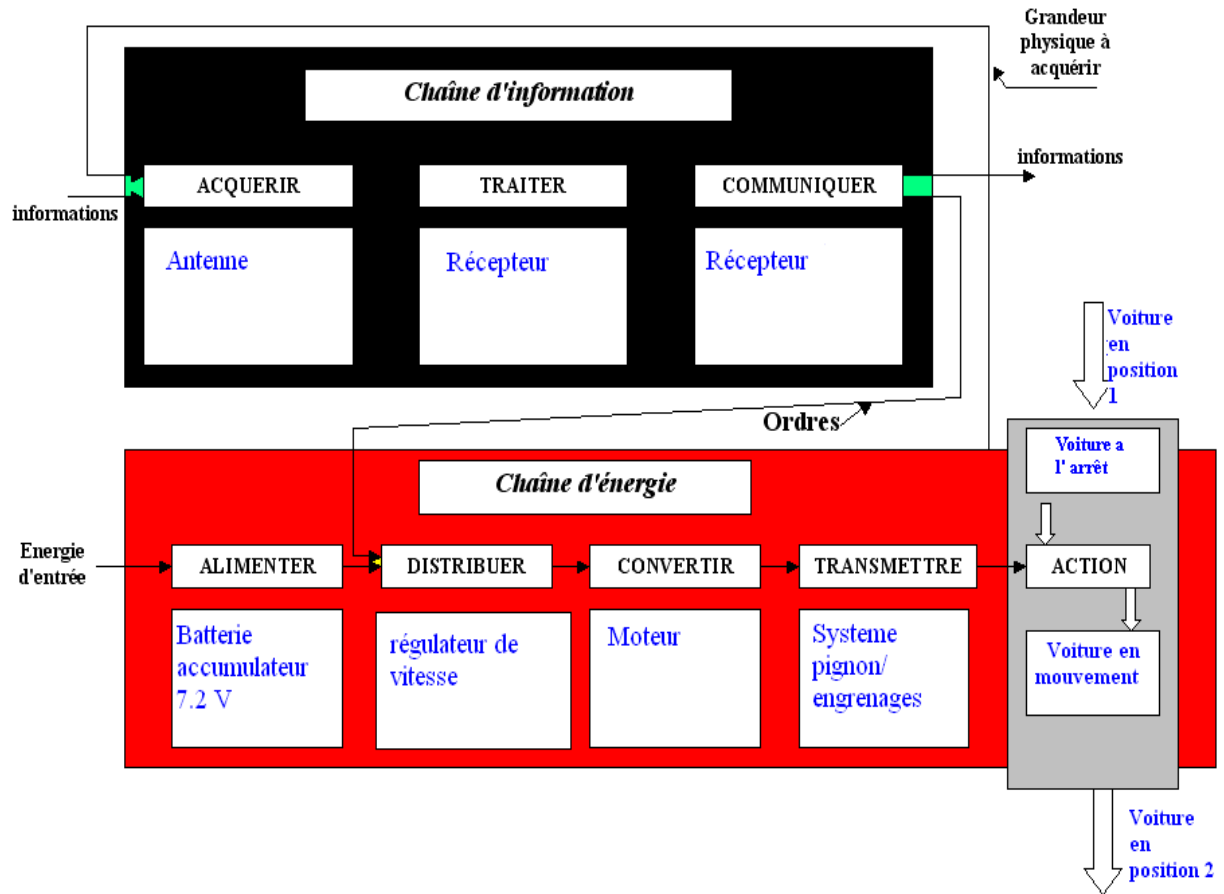 Grandeur
physique à
acquérir
Chaîne d'information
informations
ACQUERIR
TRAITER
COMMUNIQUER
informations
Antenne
Récepteur
Récepteur
Voiture
en
position
1
Ordres
Chaîne d'énergie
Voiture a
l' arrêt
Energie
d'entrée
ALIMENTER
DISTRIBUER
CONVERTIR
TRANSMETTRE
ACTION
Batterie
accumulateur
7.2 V
régulateur de
vitesse
Moteur
Systeme
pignon/
engrenages
Voiture en
mouvement
Voiture
en
position 2